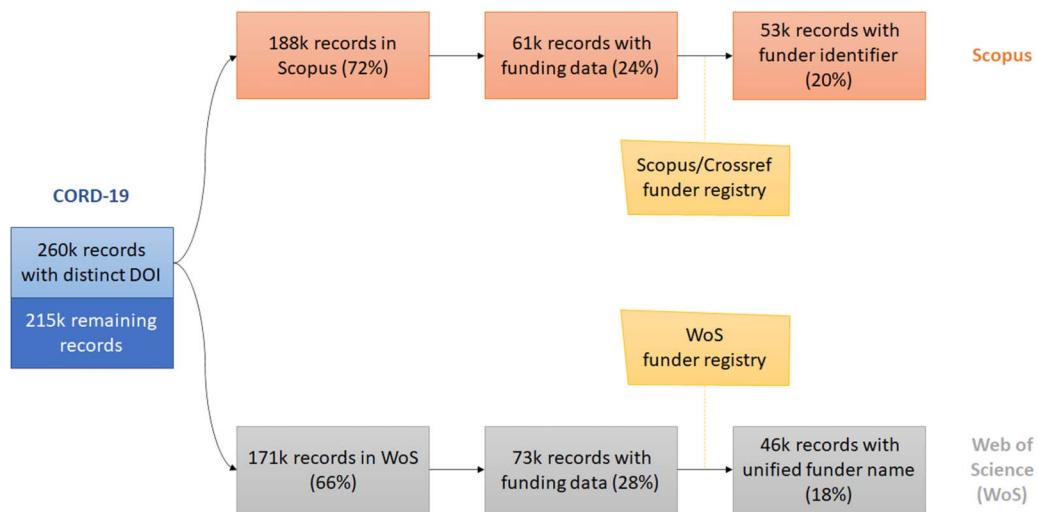 188k records in
Scopus (72%)
61k records with
funding data (24%)
53k records with
funder identifier
(20%)
Scopus
Scopus/Crossref
funder registry
CORD-19
260k records
with distinct DOI
215k remaining
records
WoS
funder registry
171k records in WoS
(66%)
73k records with
funding data (28%)
46k records with
unified funder name
(18%)
Web of
Science
(WoS)